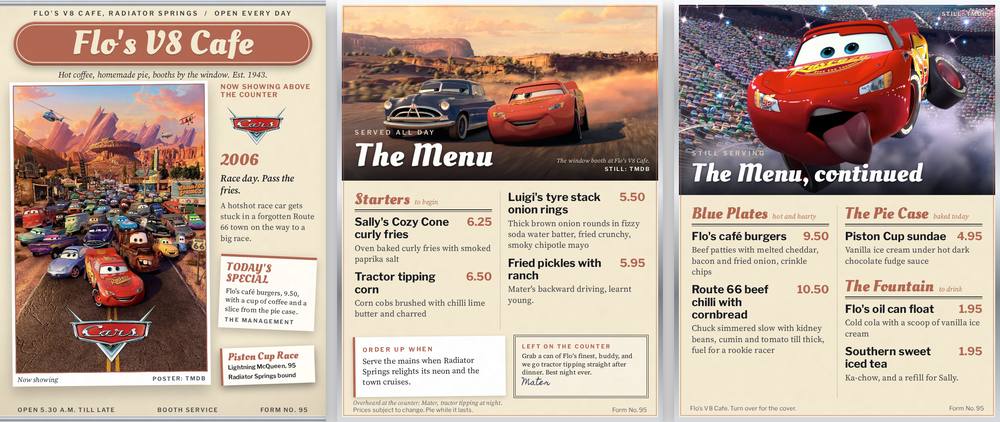 FLO'S V8 CAFE, RADIATOR SPRINGS / OPEN EVERY DAY
Flo's V8 Cafe
Hot coffee, homemade pie, booths by the window. Est. 1943.
NOW SHOWING ABOVE
THE COUNTER
Cars
2006
Race day. Pass the
fries.
A hotshot race car gets
stuck in a forgotten Route
66 town on the way to a
big race.
TODAY'S
SPECIAL
Flo's café burgers, 9.50,
with a cup of coffee and a
slice from the pie case.
THE MANAGEMENT
Piston Cup Race
Lightning McQueen, 95
Radiator Springs bound
Cars
Now showing
POSTER: TMDB
OPEN 5.30 A.M. TILL LATE
BOOTH SERVICE
FORM NO. 95
SERVED ALL DAY
The Menu
The window booth at Flo's V8 Cafe.
STILL: TMDB
Starters to begin
Sally's Cozy Cone 6.25
curly fries
Oven baked curly fries with smoked
paprika salt
Tractor tipping 6.50
corn
Corn cobs brushed with chilli lime
butter and charred
Luigi's tyre stack 5.50
onion rings
Thick brown onion rounds in fizzy
soda water batter, fried crunchy,
smoky chipotle mayo
Fried pickles with 5.95
ranch
Mater's backward driving, learnt
young.
ORDER UP WHEN
Serve the mains when Radiator
Springs relights its neon and the
town cruises.
LEFT ON THE COUNTER
Grab a can of Flo's finest, buddy, and
we go tractor tipping straight after
dinner. Best night ever.
Mater
Overheard at the counter: Mater, tractor tipping at night.
Prices subject to change. Pie while it lasts.
Form No. 95
STILL: TMDB
STILL SERVING
The Menu, continued
Blue Plates hot and hearty
Flo's café burgers 9.50
Beef patties with melted cheddar,
bacon and fried onion, crinkle
chips
Route 66 beef 10.50
chilli with
cornbread
Chuck simmered slow with kidney
beans, cumin and tomato till thick,
fuel for a rookie racer
The Pie Case baked today
Piston Cup sundae 4.95
Vanilla ice cream under hot dark
chocolate fudge sauce
The Fountain to drink
Flo's oil can float 1.95
Cold cola with a scoop of vanilla ice
cream
Southern sweet 1.95
iced tea
Ka-chow, and a refill for Sally.
Flo's V8 Cafe. Turn over for the cover.
Form No. 95